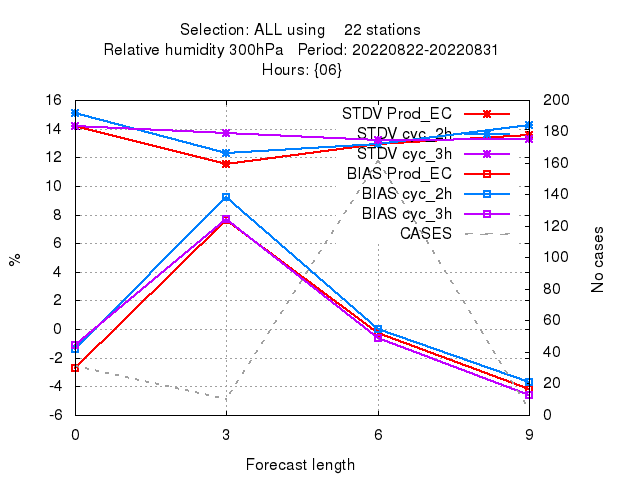 Selection: ALL using 22 stations
Relative humidity 300hPa Period: 20220822-20220831
Hours: {06}
16 200
14 180
12 160
10 140
8 120
6 100
4 80
2 60
0 40
-2 20
-4 0
-6
STDV Prod_EC
STDV cyc_2h
STDV cyc_3h
BIAS Prod_EC
BIAS cyc_2h
BIAS cyc_3h
CASES
%
No cases
0 3 6 9
Forecast length